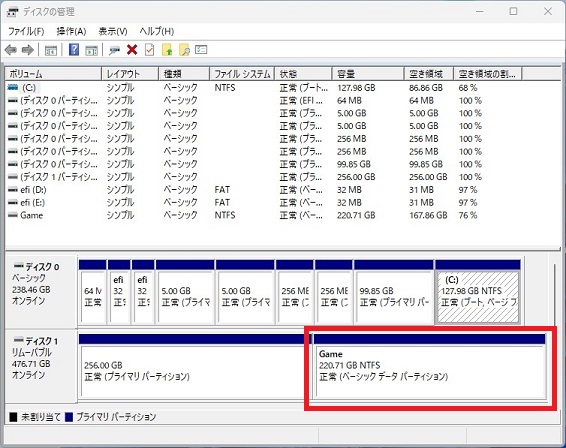 ディスクの管理
ファイル(F) 操作(A) 表示(V) ヘルプ(H)
ボリューム レイアウト 種類 ファイル システム 状態 容量 空き領域 空き領域の割...
(C:) シンプル ベーシック NTFS 正常 (ブート... 127.98 GB 86.86 GB 68 %
(ディスク 0 パーティシ... シンプル ベーシック 正常 (EFI ... 64 MB 64 MB 100 %
(ディスク 0 パーティシ... シンプル ベーシック 正常 (プラ... 5.00 GB 5.00 GB 100 %
(ディスク 0 パーティシ... シンプル ベーシック 正常 (プラ... 5.00 GB 5.00 GB 100 %
(ディスク 0 パーティシ... シンプル ベーシック 正常 (プラ... 256 MB 256 MB 100 %
(ディスク 0 パーティシ... シンプル ベーシック 正常 (プラ... 256 MB 256 MB 100 %
(ディスク 0 パーティシ... シンプル ベーシック 正常 (プラ... 99.85 GB 99.85 GB 100 %
(ディスク 1 パーティシ... シンプル ベーシック 正常 (プラ... 256.00 GB 256.00 GB 100 %
efi (D:) シンプル ベーシック FAT 正常 (ベー... 32 MB 31 MB 97 %
efi (E:) シンプル ベーシック FAT 正常 (ベー... 32 MB 31 MB 97 %
Game シンプル ベーシック NTFS 正常 (ベー... 220.71 GB 167.86 GB 76 %
ディスク 0
ベーシック
238.46 GB
オンライン
efi efi (C:)
64 M 32 32 5.00 GB 5.00 GB 256 M 256 M 99.85 GB 127.98 GB NTFS
正常 正常 正常 正常 (プライマ 正常 (プライマ 正常 ( 正常 ( 正常 (プライマリ パー 正常 (ブート, ページ フ
ディスク 1
リムーバブル
476.71 GB
オンライン
256.00 GB
正常 (プライマリ パーティション)
Game
220.71 GB NTFS
正常 (ベーシック データ パーティション)
未割り当て プライマリ パーティション